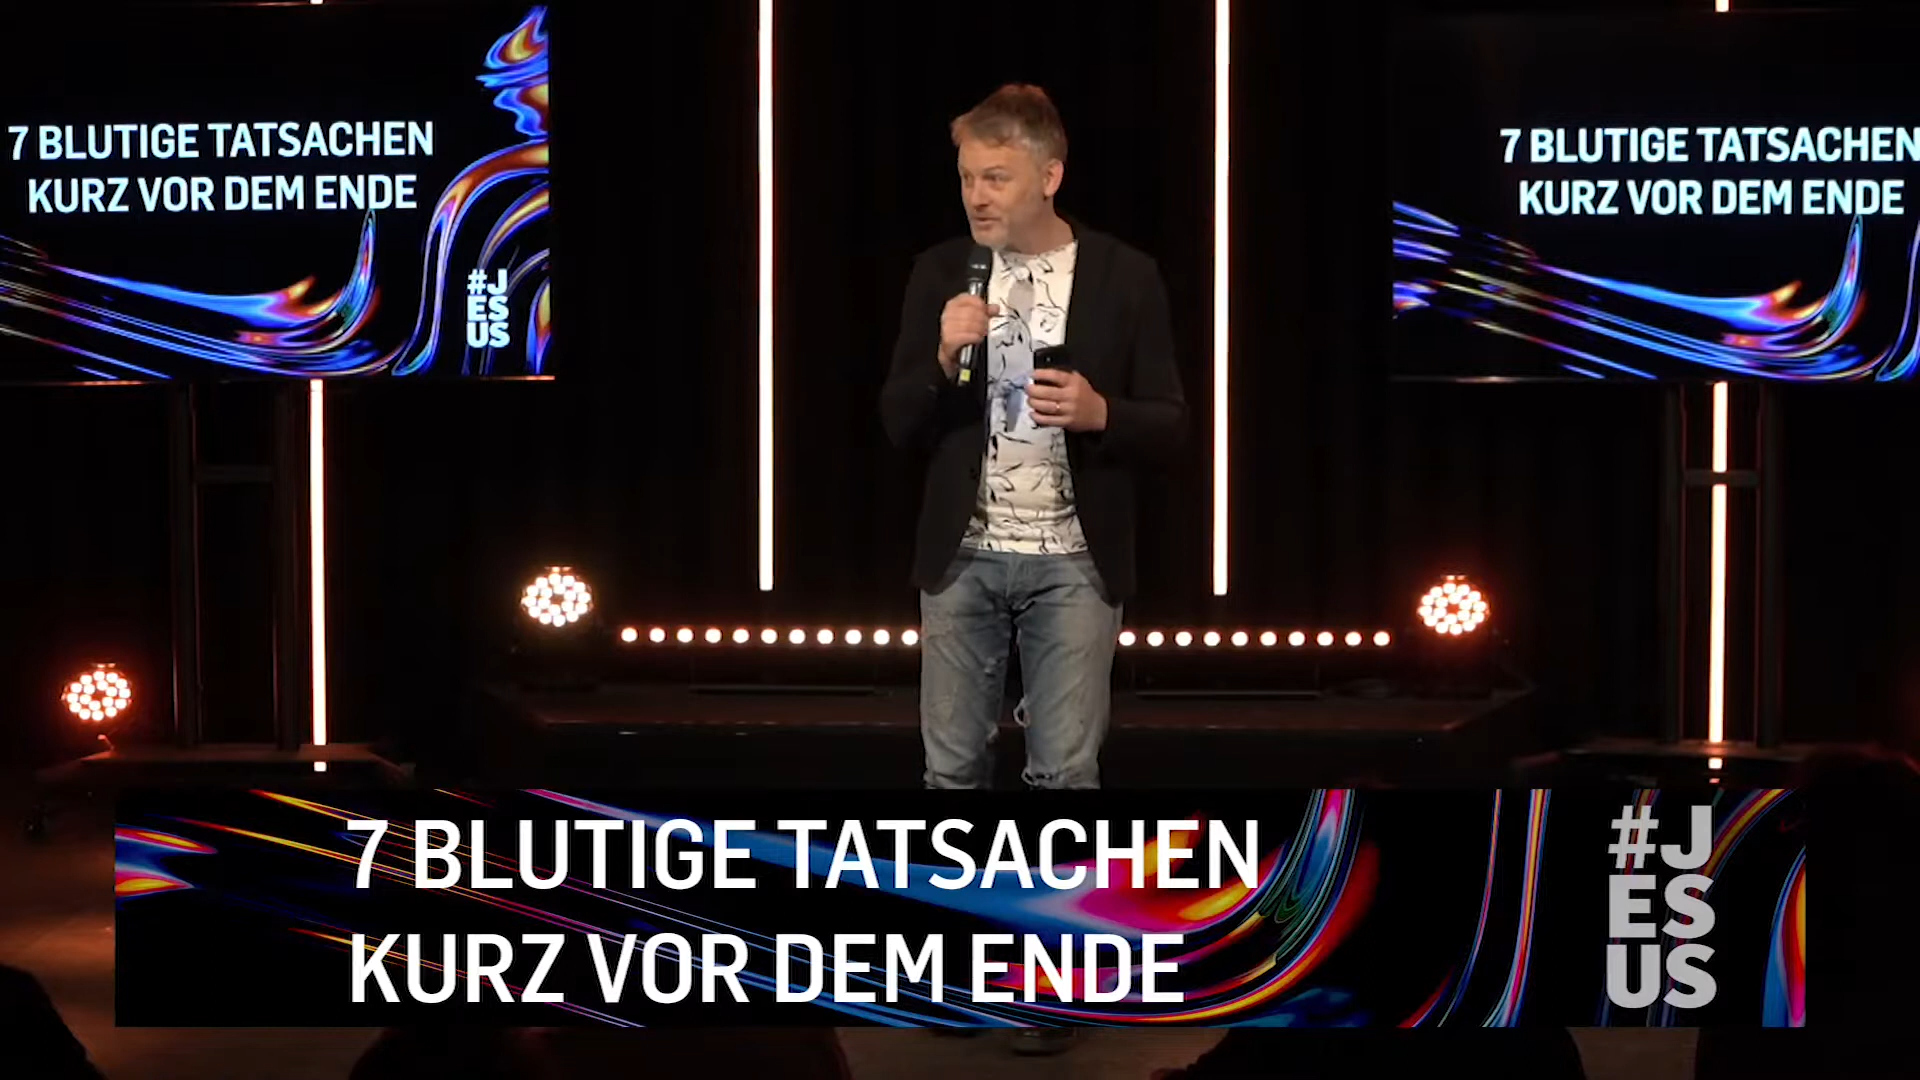 7 BLUTIGE TATSACHEN
KURZ VOR DEM ENDE
#J
ES
US
7 BLUTIGE TATSACHEN
KURZ VOR DEM ENDE
7 BLUTIGE TATSACHEN
KURZ VOR DEM ENDE
#J
ES
US